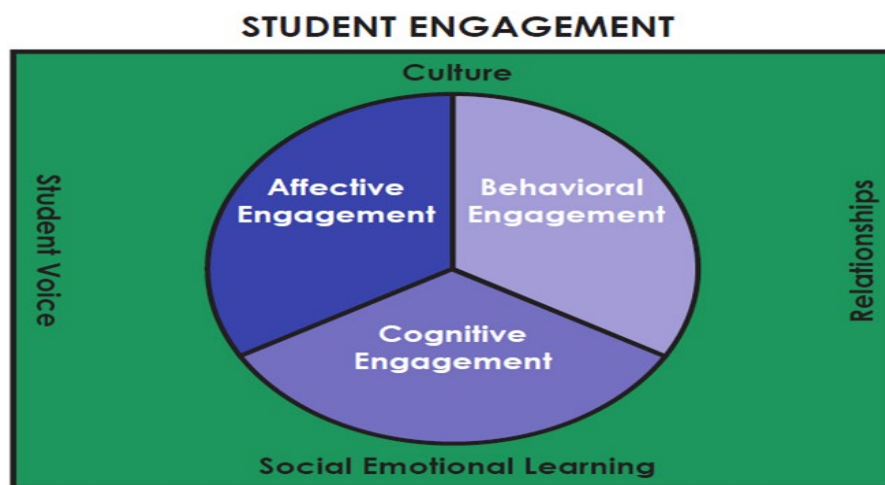 STUDENT ENGAGEMENT
Culture
Student Voice
Affective
Engagement
Behavioral
Engagement
Relationships
Cognitive
Engagement
Social Emotional Learning